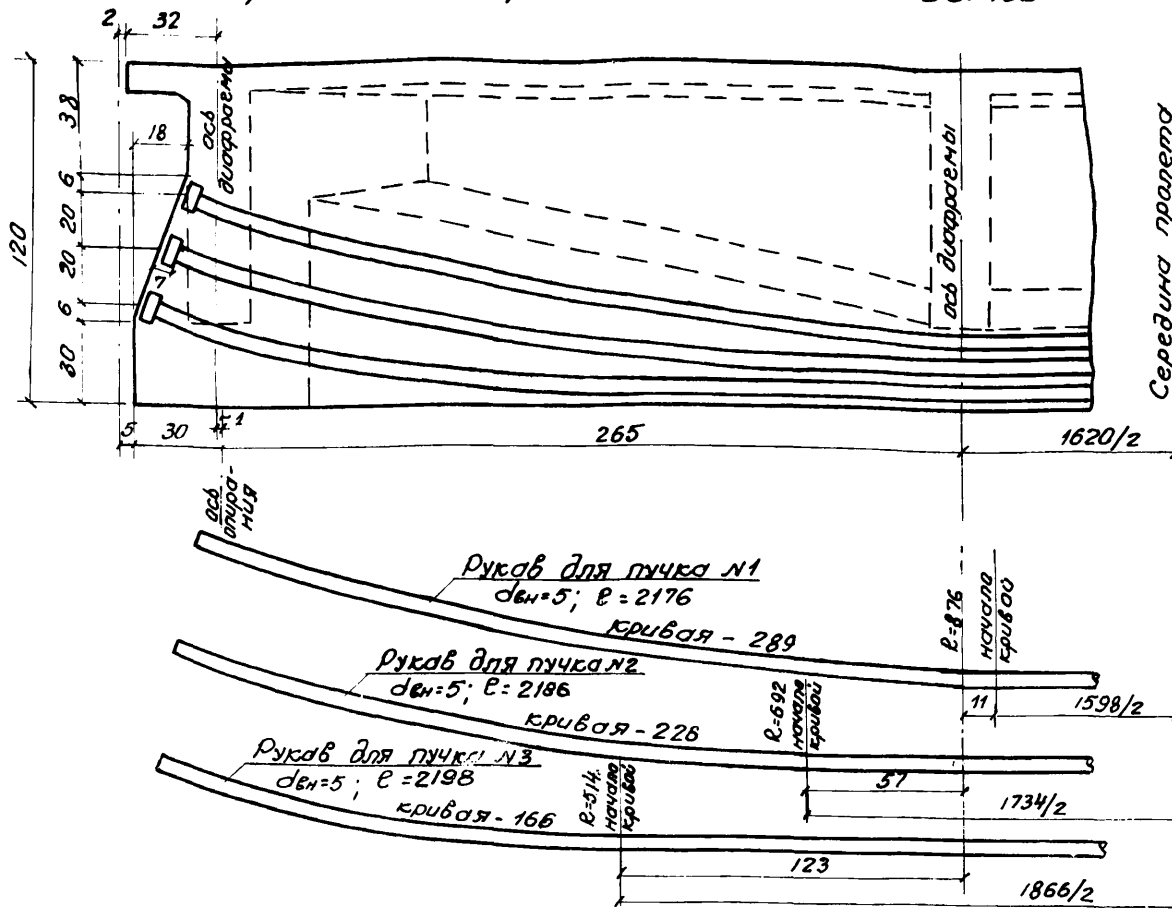 2
32
38
6
20
20
6
30
120
18
7
ось
диафрагмы
ось диафрагмы
Середина пролета
5
30
1
265
1620/2
ось
опира-
ния
Рукав для пучка №1
dвн=5; ℓ=2176
кривая - 289
R=876
начало
кривой
11
1598/2
Рукав для пучка №2
dвн=5; ℓ=2186
кривая - 226
R=692
начало
кривой
57
1734/2
Рукав для пучка №3
dвн=5; ℓ=2198
кривая - 166
R=514.
начало
кривой
123
1866/2